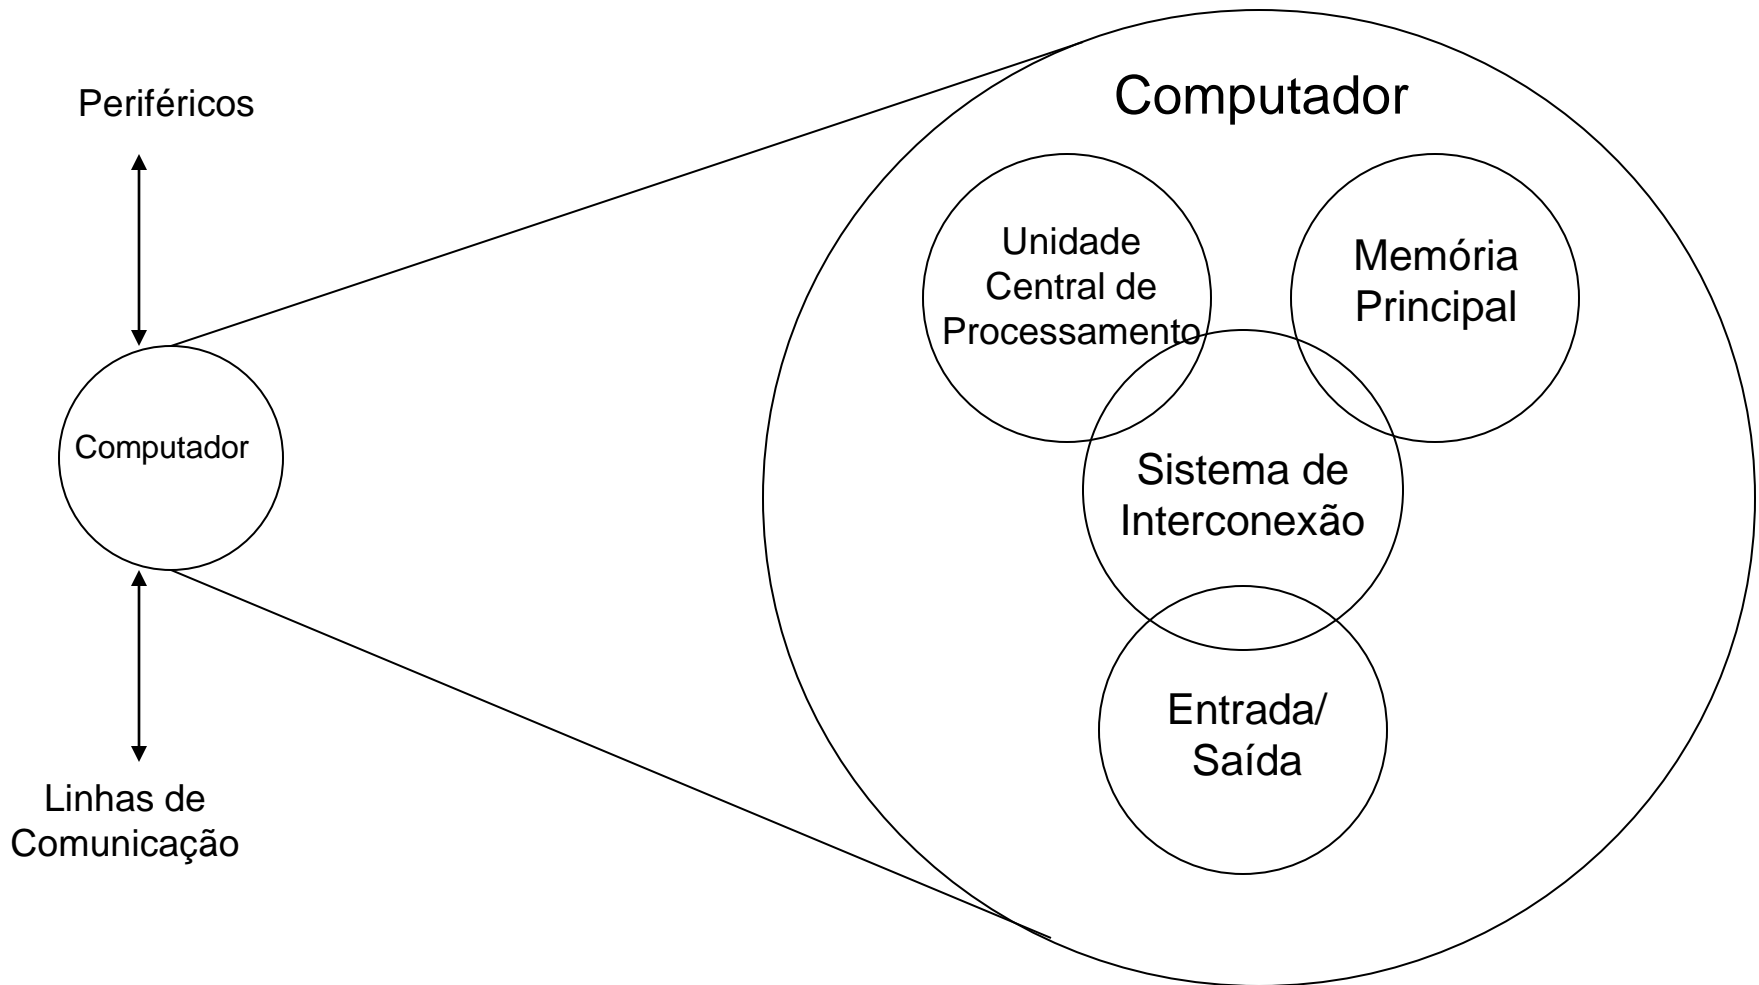 Periféricos
Computador
Linhas de
Comunicação
Computador
Unidade
Central de
Processamento
Memória
Principal
Sistema de
Interconexão
Entrada/
Saída